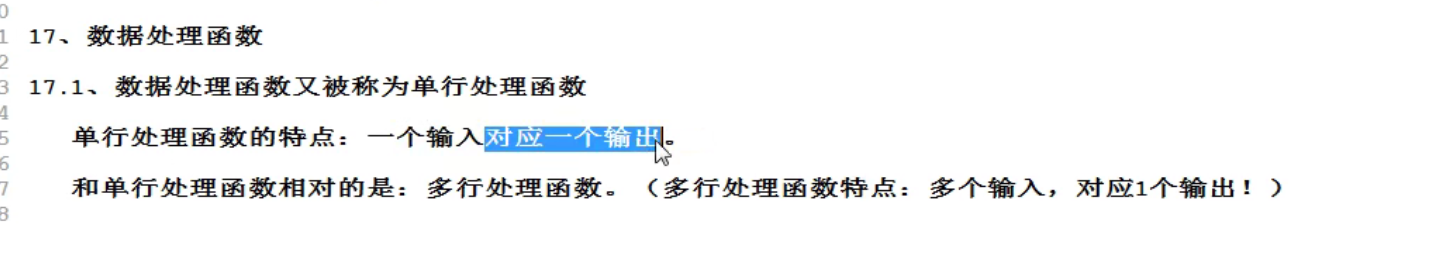 0
1 17、数据处理函数
2
3 17.1、数据处理函数又被称为单行处理函数
4
5 单行处理函数的特点：一个输入对应一个输出。
6
7 和单行处理函数相对的是：多行处理函数。（多行处理函数特点：多个输入，对应1个输出！）
8